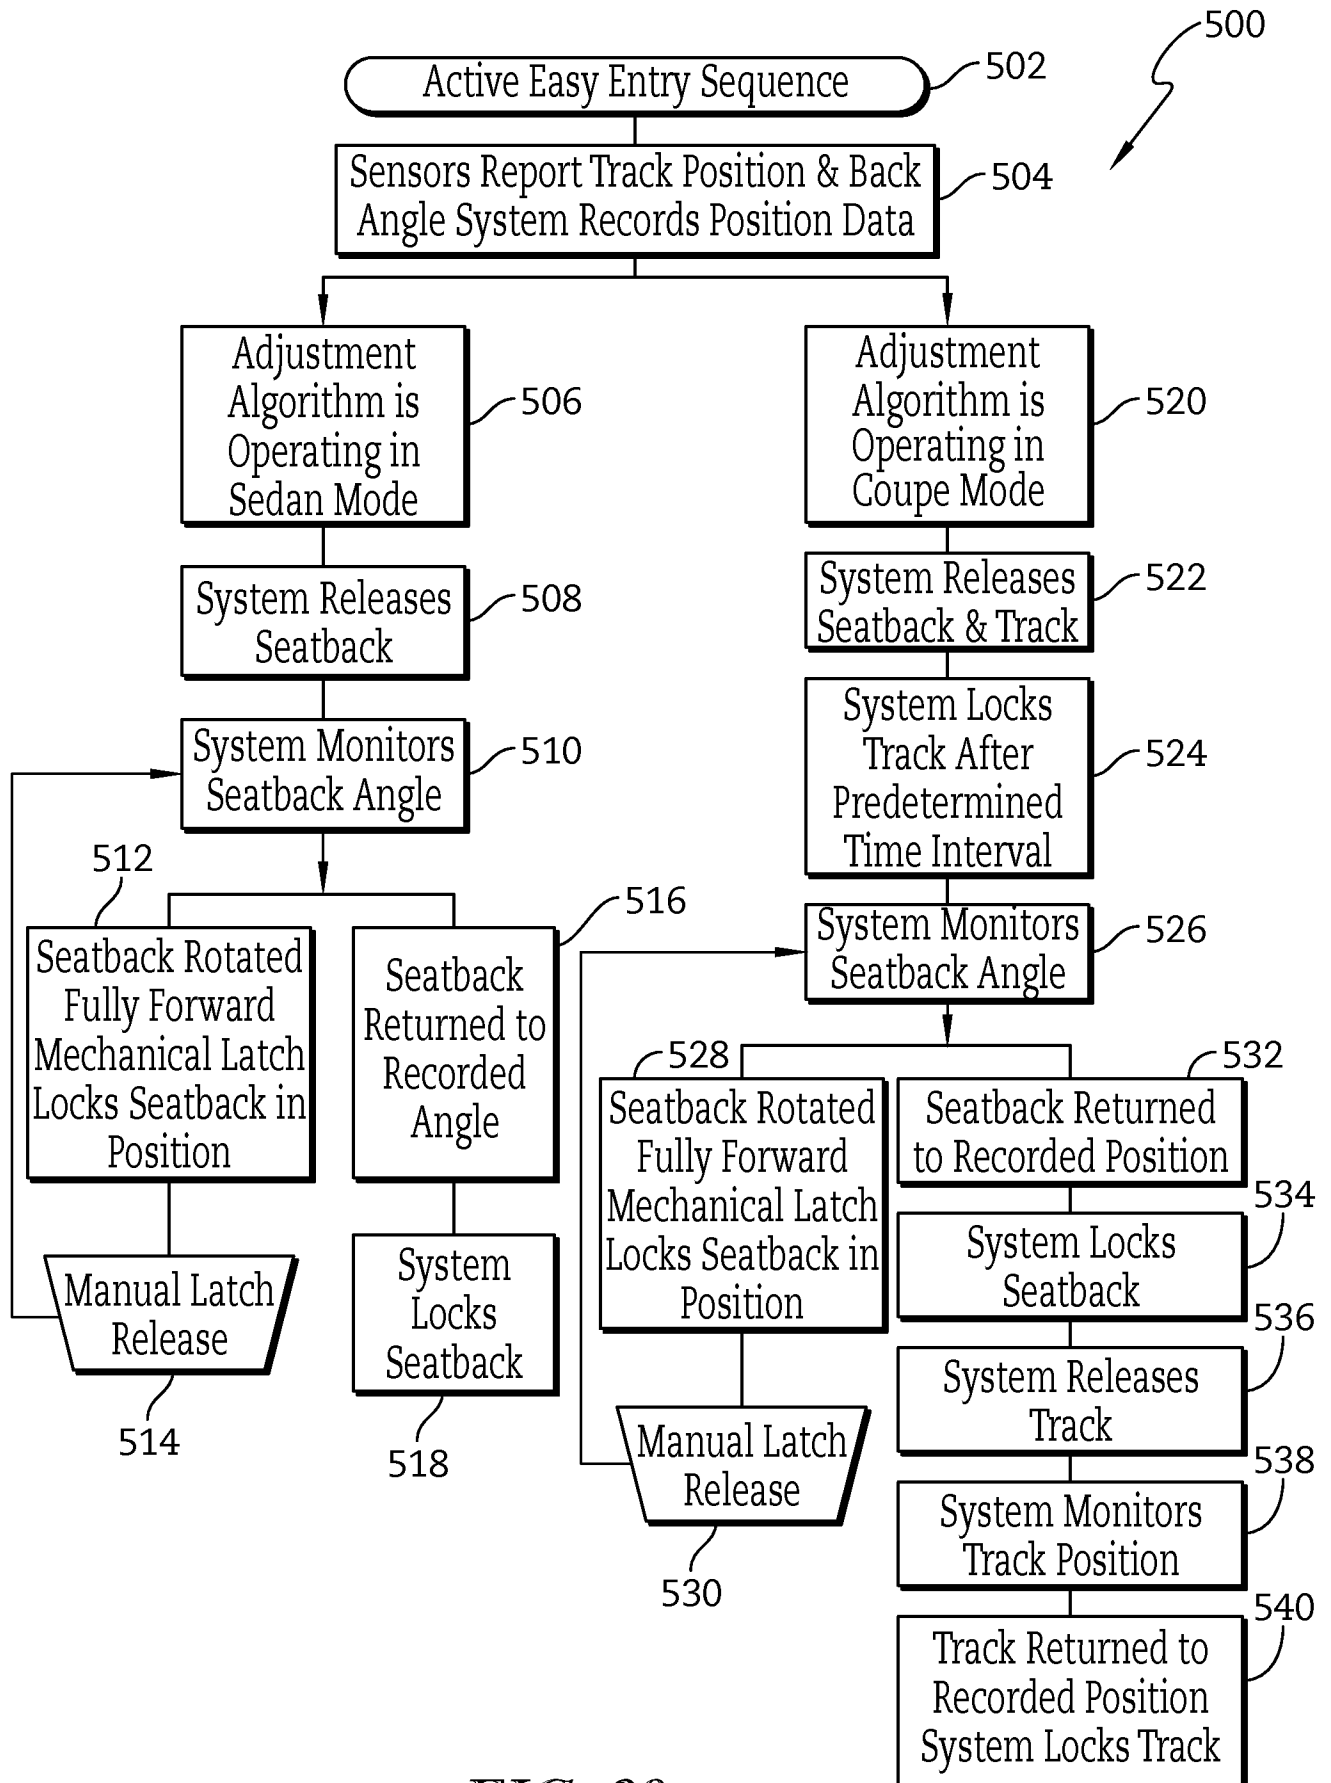 500
Active Easy Entry Sequence
502
Sensors Report Track Position & Back
Angle System Records Position Data
504
Adjustment
Algorithm is
Operating in
Sedan Mode
506
System Releases
Seatback
508
System Monitors
Seatback Angle
510
512
Seatback Rotated
Fully Forward
Mechanical Latch
Locks Seatback in
Position
Manual Latch
Release
514
516
Seatback
Returned to
Recorded
Angle
System
Locks
Seatback
518
Adjustment
Algorithm is
Operating in
Coupe Mode
520
System Releases
Seatback & Track
522
System Locks
Track After
Predetermined
Time Interval
524
System Monitors
Seatback Angle
526
528
Seatback Rotated
Fully Forward
Mechanical Latch
Locks Seatback in
Position
Manual Latch
Release
530
532
Seatback Returned
to Recorded Position
534
System Locks
Seatback
536
System Releases
Track
538
System Monitors
Track Position
540
Track Returned to
Recorded Position
System Locks Track